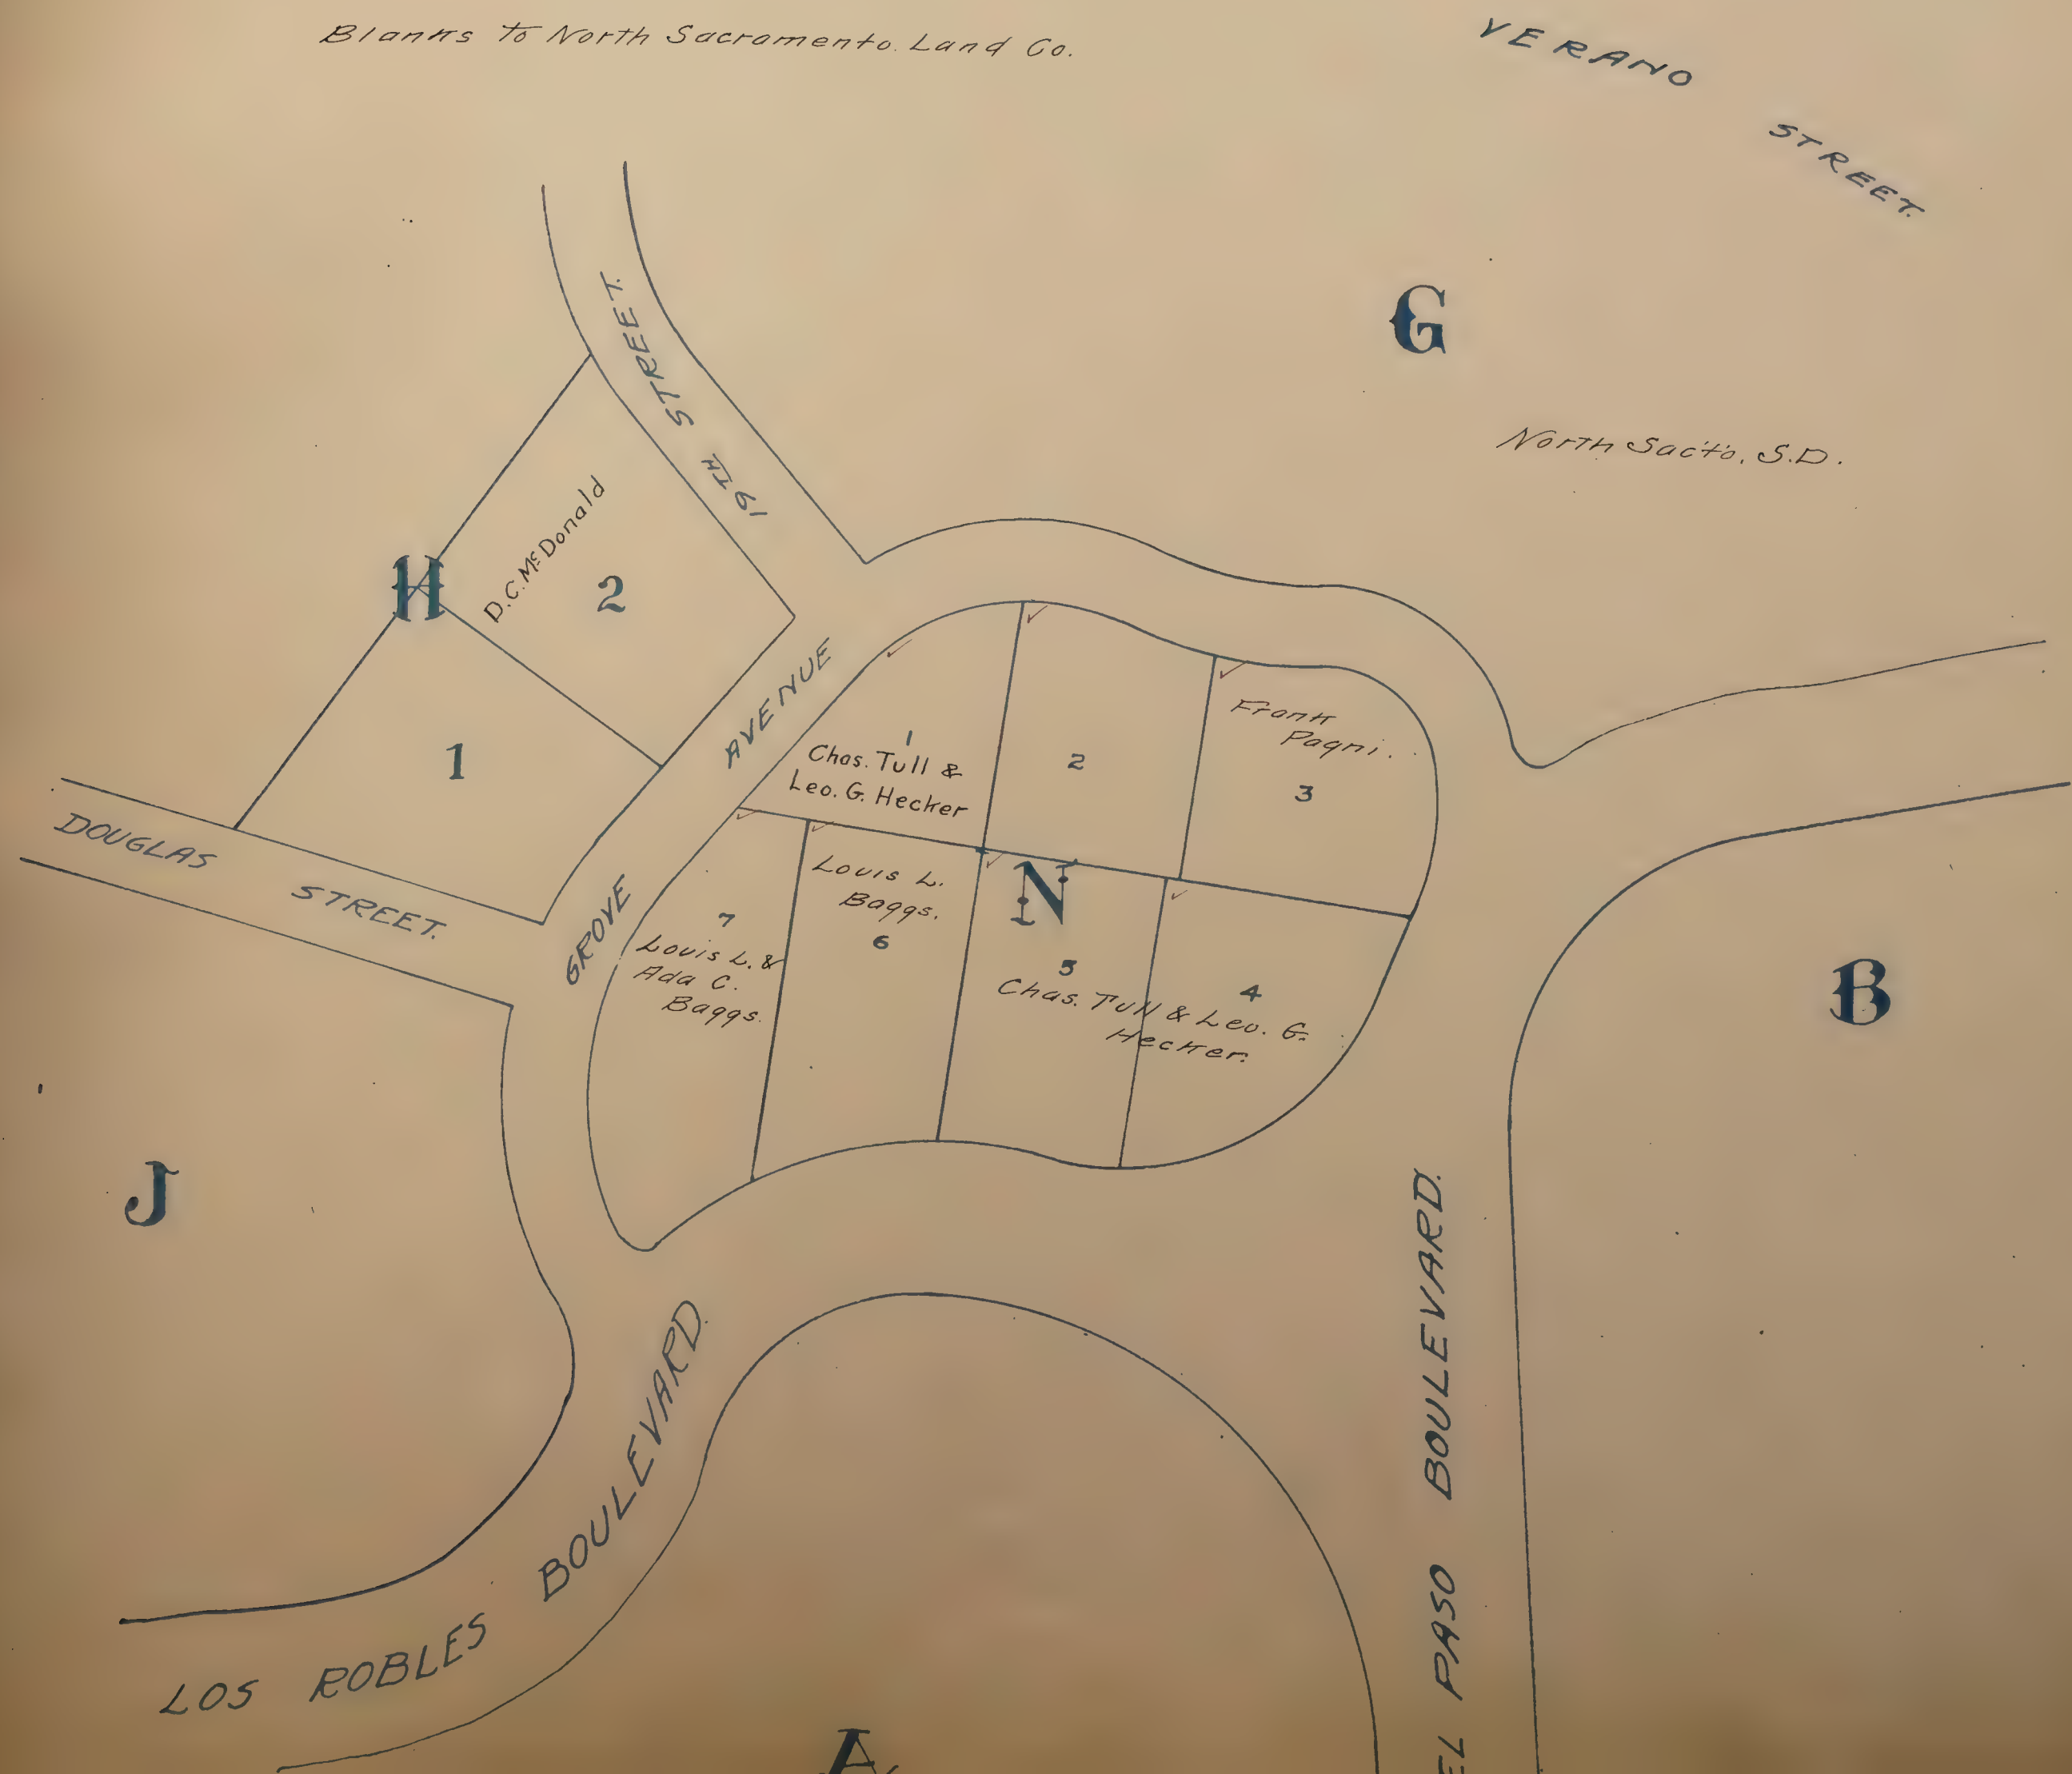 Blanks to North Sacramento. Land Co.
VERANO
STREET.
G
North Sac'to. S.D.
19TH STREET.
H
D.C. McDonald
2
1
DOUGLAS STREET.
GROVE AVENUE
1
Chas. Tull &
Leo. G. Hecker
2
Frank
Pagni.
3
N
7
Louis L. &
Ada C.
Baggs.
Louis L.
Baggs.
6
5
4
Chas. Tull & Leo. G.
Hecker.
B
J
LOS ROBLES BOULEVARD.
EL PASO BOULEVARD.
A